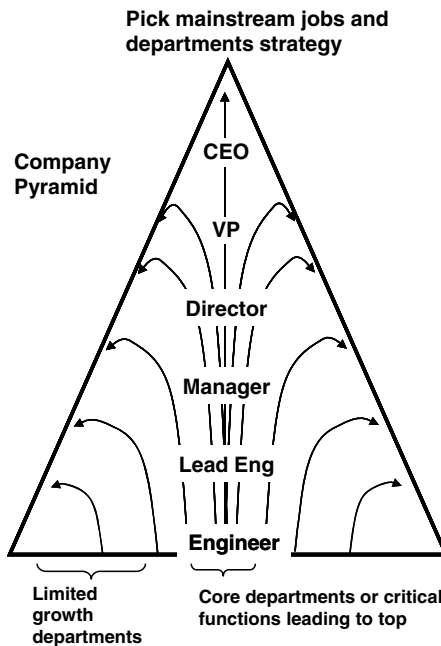 Pick mainstream jobs and
departments strategy
Company
Pyramid
CEO
VP
Director
Manager
Lead Eng
Engineer
Limited
growth
departments
Core departments or critical
functions leading to top